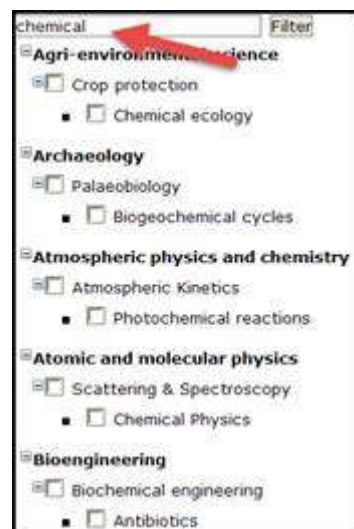 chemical Filter
Agri-environmental science
Crop protection
Chemical ecology
Archaeology
Palaeobiology
Biogeochemical cycles
Atmospheric physics and chemistry
Atmospheric Kinetics
Photochemical reactions
Atomic and molecular physics
Scattering & Spectroscopy
Chemical Physics
Bioengineering
Biochemical engineering
Antibiotics